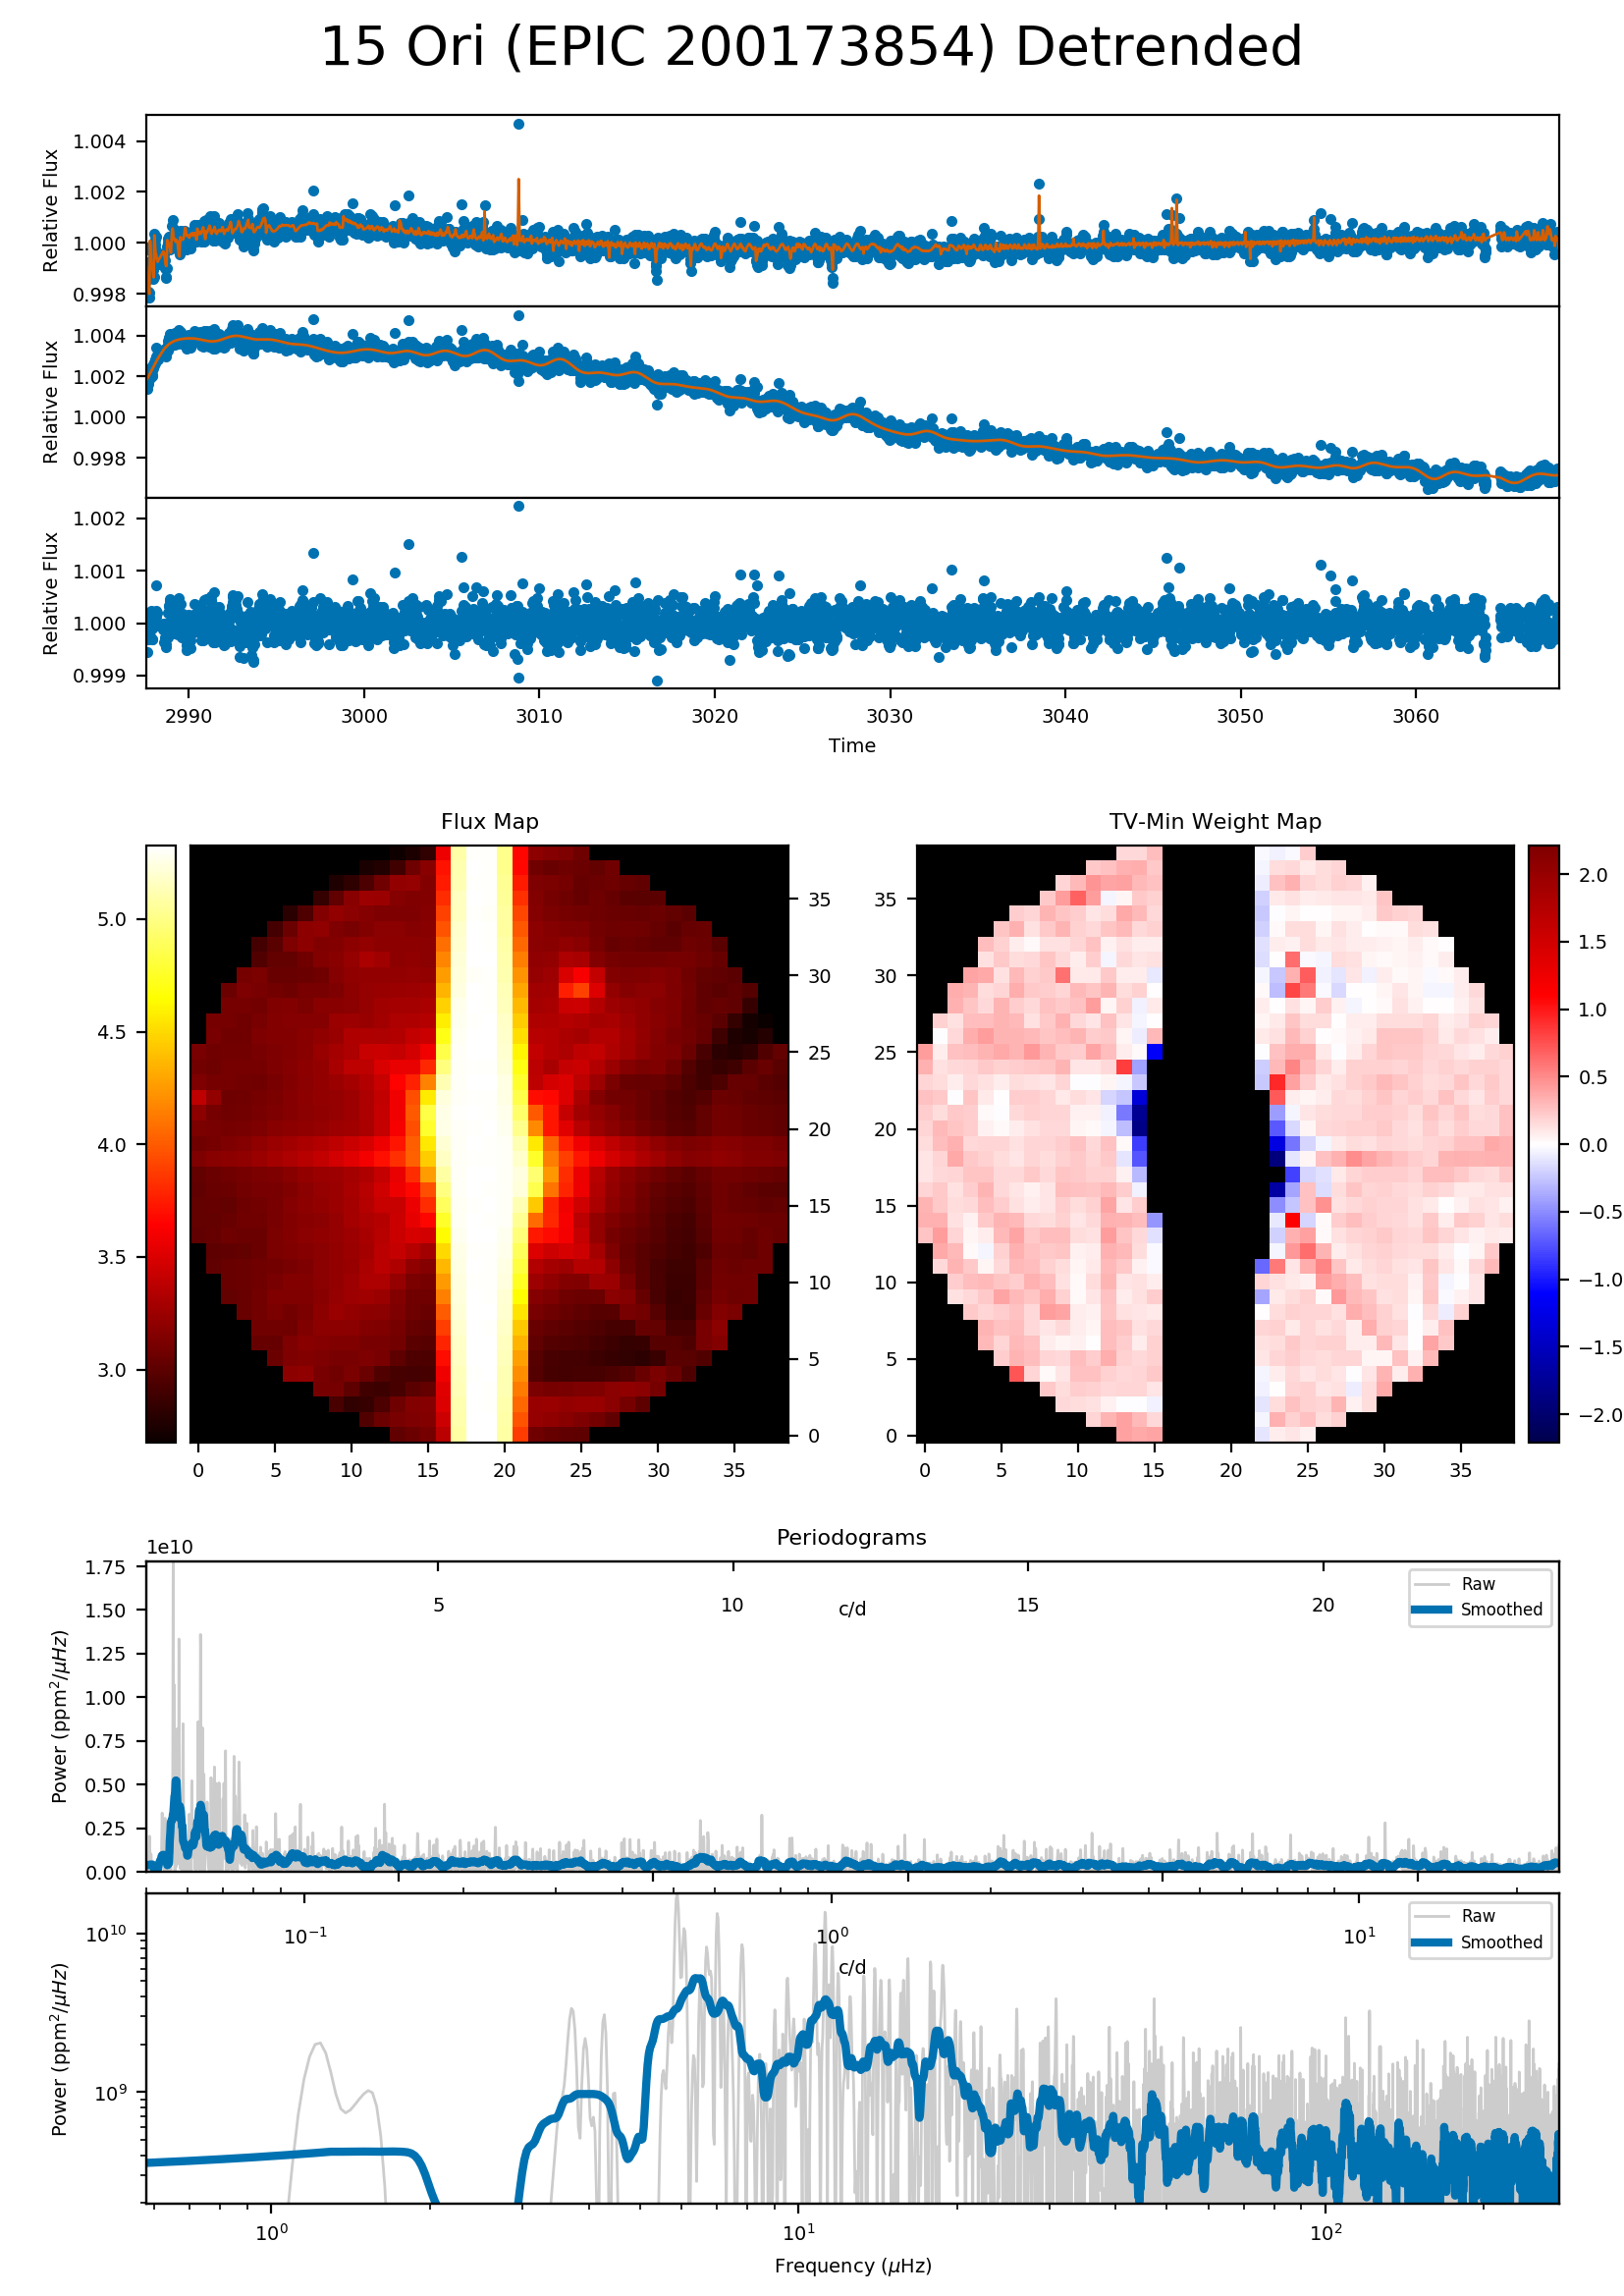 15 Ori (EPIC 200173854) Detrended
Relative Flux
1.004
1.002
1.000
0.998
Relative Flux
1.004
1.002
1.000
0.998
Relative Flux
1.002
1.001
1.000
0.999
2990 3000 3010 3020 3030 3040 3050 3060
Time
Flux Map
5.0
4.5
4.0
3.5
3.0
35
30
25
20
15
10
5
0
0 5 10 15 20 25 30 35
TV-Min Weight Map
35
30
25
20
15
10
5
0
0 5 10 15 20 25 30 35
2.0
1.5
1.0
0.5
0.0
−0.5
−1.0
−1.5
−2.0
Periodograms
1e10
Power (ppm²/μHz)
1.75
1.50
1.25
1.00
0.75
0.50
0.25
0.00
5 10 15 20
c/d
Raw
Smoothed
Power (ppm²/μHz)
10¹⁰
10⁹
10⁻¹ 10⁰ 10¹
c/d
Raw
Smoothed
10⁰ 10¹ 10²
Frequency (μHz)